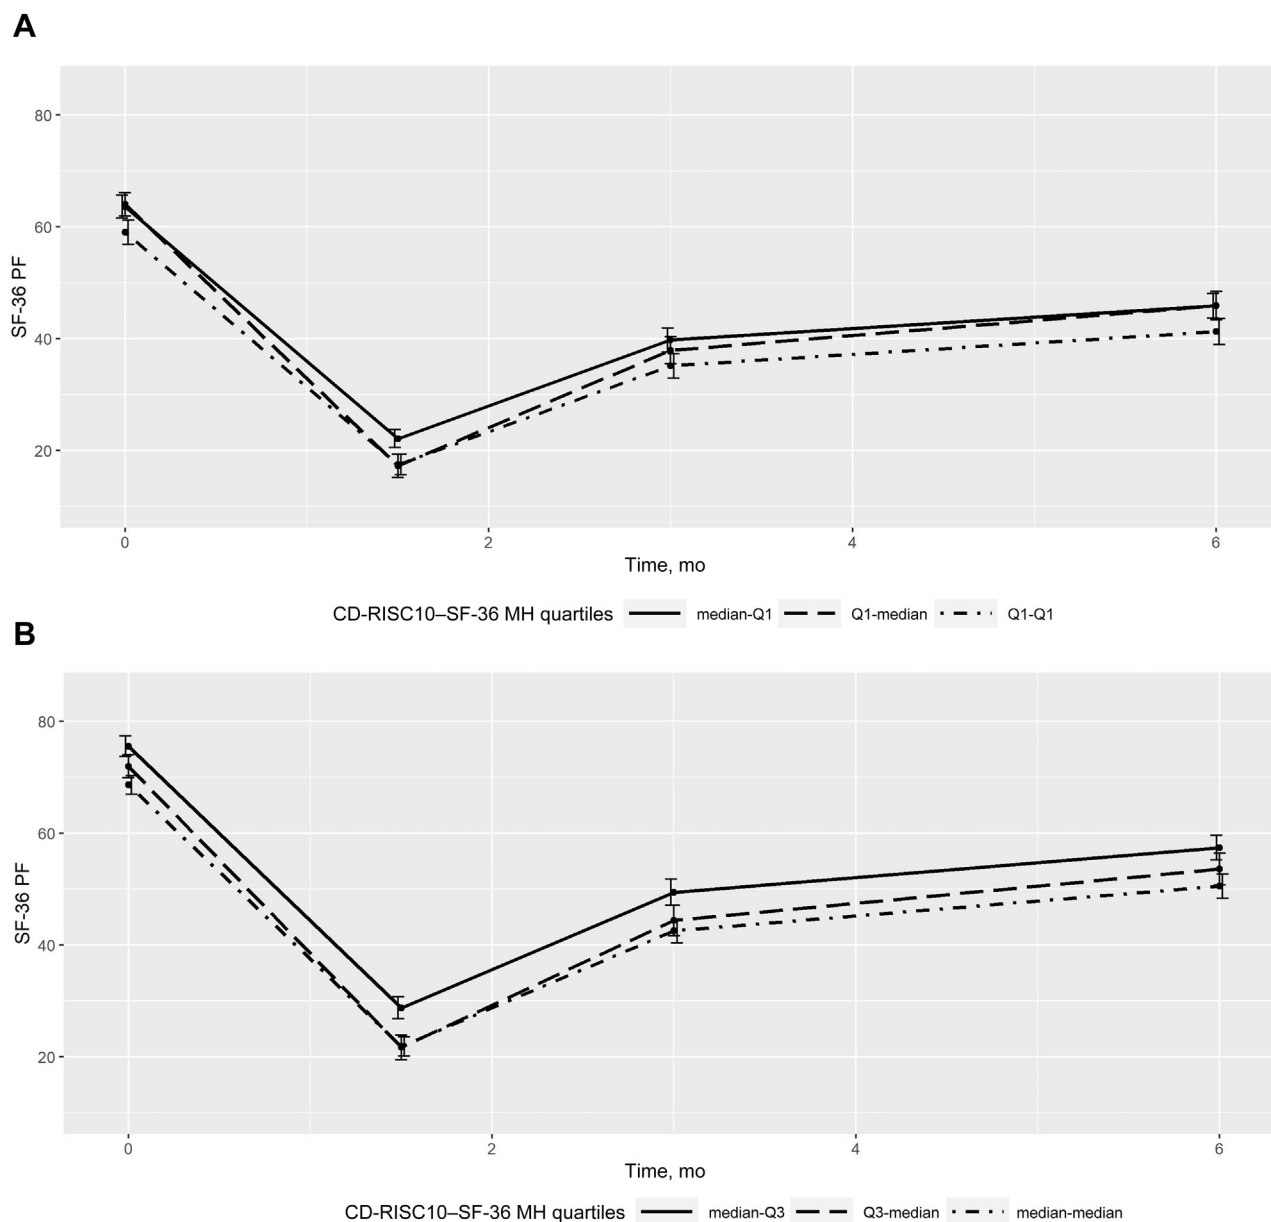 A
80
60
40
20
SF-36 PF
0 2 4 6
Time, mo
CD-RISC10–SF-36 MH quartiles median-Q1 Q1-median Q1-Q1
B
80
60
40
20
SF-36 PF
0 2 4 6
Time, mo
CD-RISC10–SF-36 MH quartiles median-Q3 Q3-median median-median